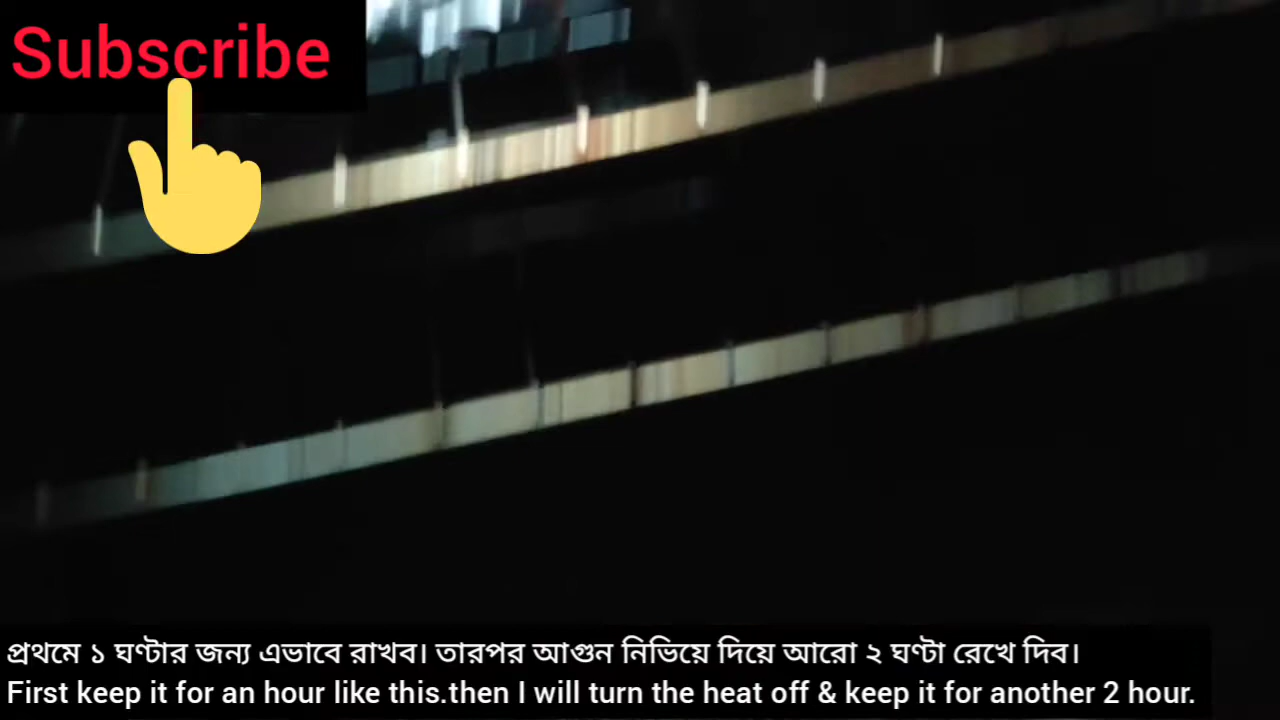 Subscribe
প্রথমে ১ ঘণ্টার জন্য এভাবে রাখব। তারপর আগুন নিভিয়ে দিয়ে আরো ২ ঘণ্টা রেখে দিব।
First keep it for an hour like this.then I will turn the heat off & keep it for another 2 hour.